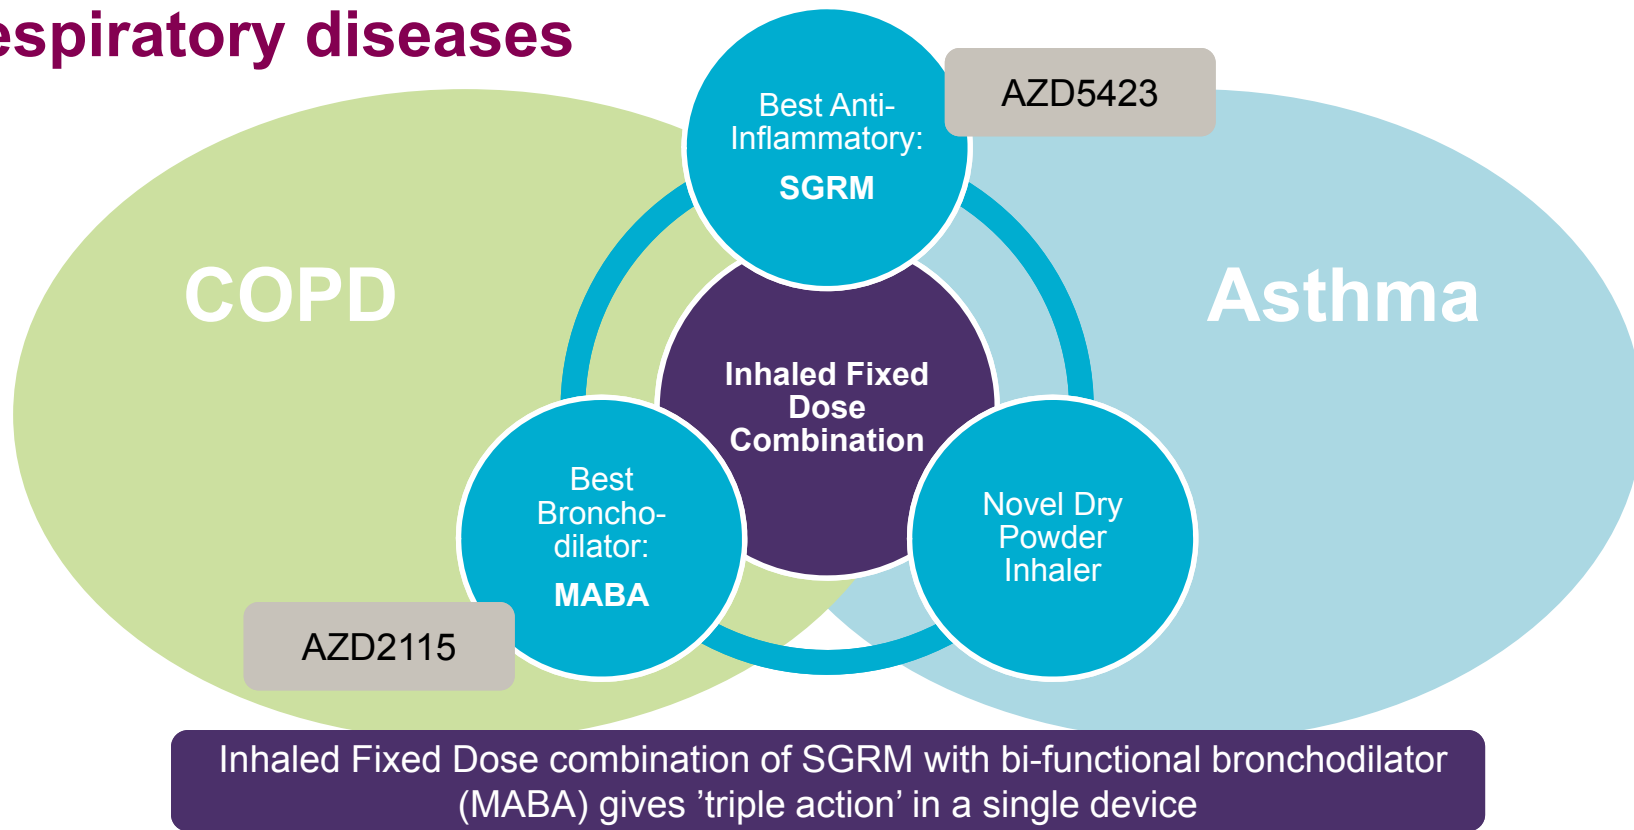 espiratory diseases
Best Anti-
Inflammatory:
SGRM
AZD5423
COPD
Asthma
Inhaled Fixed
Dose
Combination
Best
Broncho-
dilator:
MABA
AZD2115
Novel Dry
Powder
Inhaler
Inhaled Fixed Dose combination of SGRM with bi-functional bronchodilator
(MABA) gives ’triple action’ in a single device